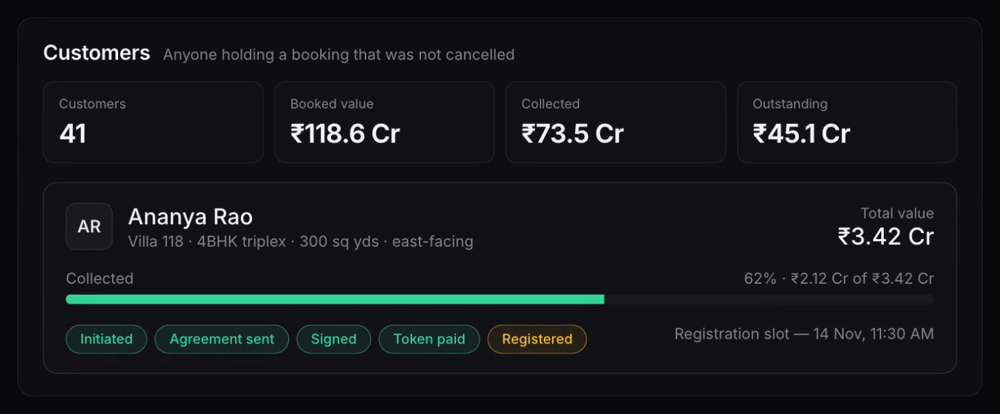 Customers Anyone holding a booking that was not cancelled
Customers
41
Booked value
₹118.6 Cr
Collected
₹73.5 Cr
Outstanding
₹45.1 Cr
AR
Ananya Rao
Villa 118 · 4BHK triplex · 300 sq yds · east-facing
Total value
₹3.42 Cr
Collected
62% · ₹2.12 Cr of ₹3.42 Cr
Initiated
Agreement sent
Signed
Token paid
Registered
Registration slot — 14 Nov, 11:30 AM